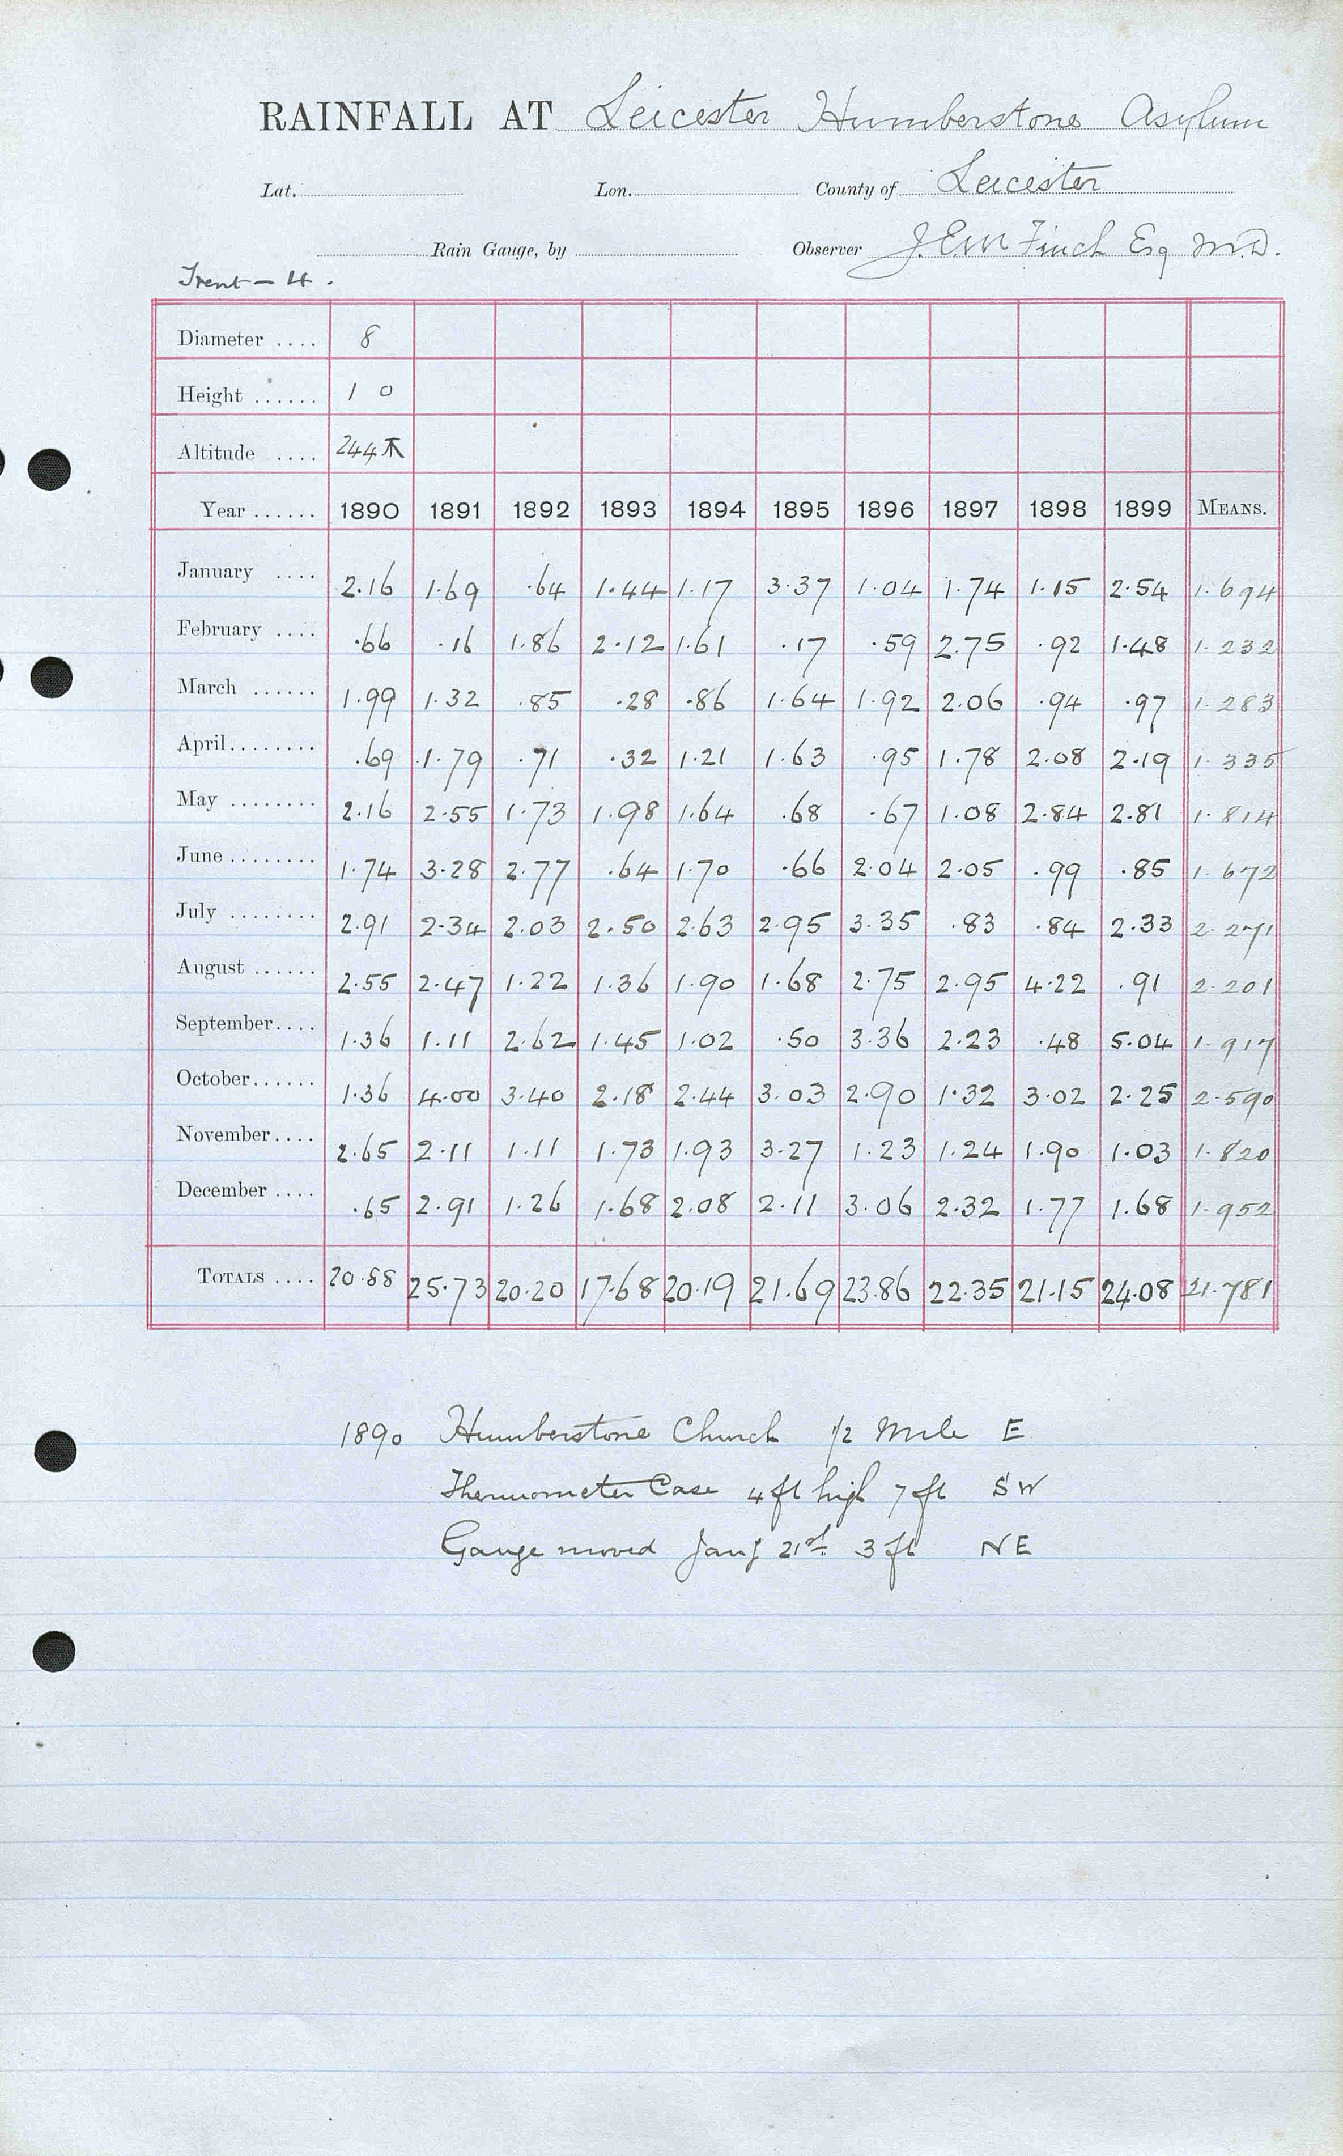 RAINFALL AT Leicester Humberstone Asylum
Lat. Lon. County of Leicester
Rain Gauge, by Observer J.E.M. Finch Esq M.D.
Trent - 4.
Diameter .... 8
Height ...... 1 0
Altitude .... 244
Year ...... 1890 1891 1892 1893 1894 1895 1896 1897 1898 1899 MEANS.
January .... 2.16 1.69 .64 1.44 1.17 3.37 1.04 1.74 1.15 2.54 1.694
February .... .66 .16 1.86 2.12 1.61 .17 .59 2.75 .92 1.48 1.232
March ...... 1.99 1.32 .85 .28 .86 1.64 1.92 2.06 .94 .97 1.283
April........ .69 1.79 .71 .32 1.21 1.63 .95 1.78 2.08 2.19 1.335
May ........ 2.16 2.55 1.73 1.98 1.64 .68 .67 1.08 2.84 2.81 1.814
June ........ 1.74 3.28 2.77 .64 1.70 .66 2.04 2.05 .99 .85 1.672
July ........ 2.91 2.34 2.03 2.50 2.63 2.95 3.35 .83 .84 2.33 2.271
August ...... 2.55 2.47 1.22 1.36 1.90 1.68 2.75 2.95 4.22 .91 2.201
September.... 1.36 1.11 2.62 1.45 1.02 .50 3.36 2.23 .48 5.04 1.917
October...... 1.36 4.00 3.40 2.18 2.44 3.03 2.90 1.32 3.02 2.25 2.590
November.... 2.65 2.11 1.11 1.73 1.93 3.27 1.23 1.24 1.90 1.03 1.820
December .... .65 2.91 1.26 1.68 2.08 2.11 3.06 2.32 1.77 1.68 1.952
TOTALS .... 20.88 25.73 20.20 17.68 20.19 21.69 23.86 22.35 21.15 24.08 21.781
1890 Humberstone Church 1/2 Mile E
Thermometer Case 4 ft high 7 ft SW
Gauge moved Jany 21st 3 ft NE